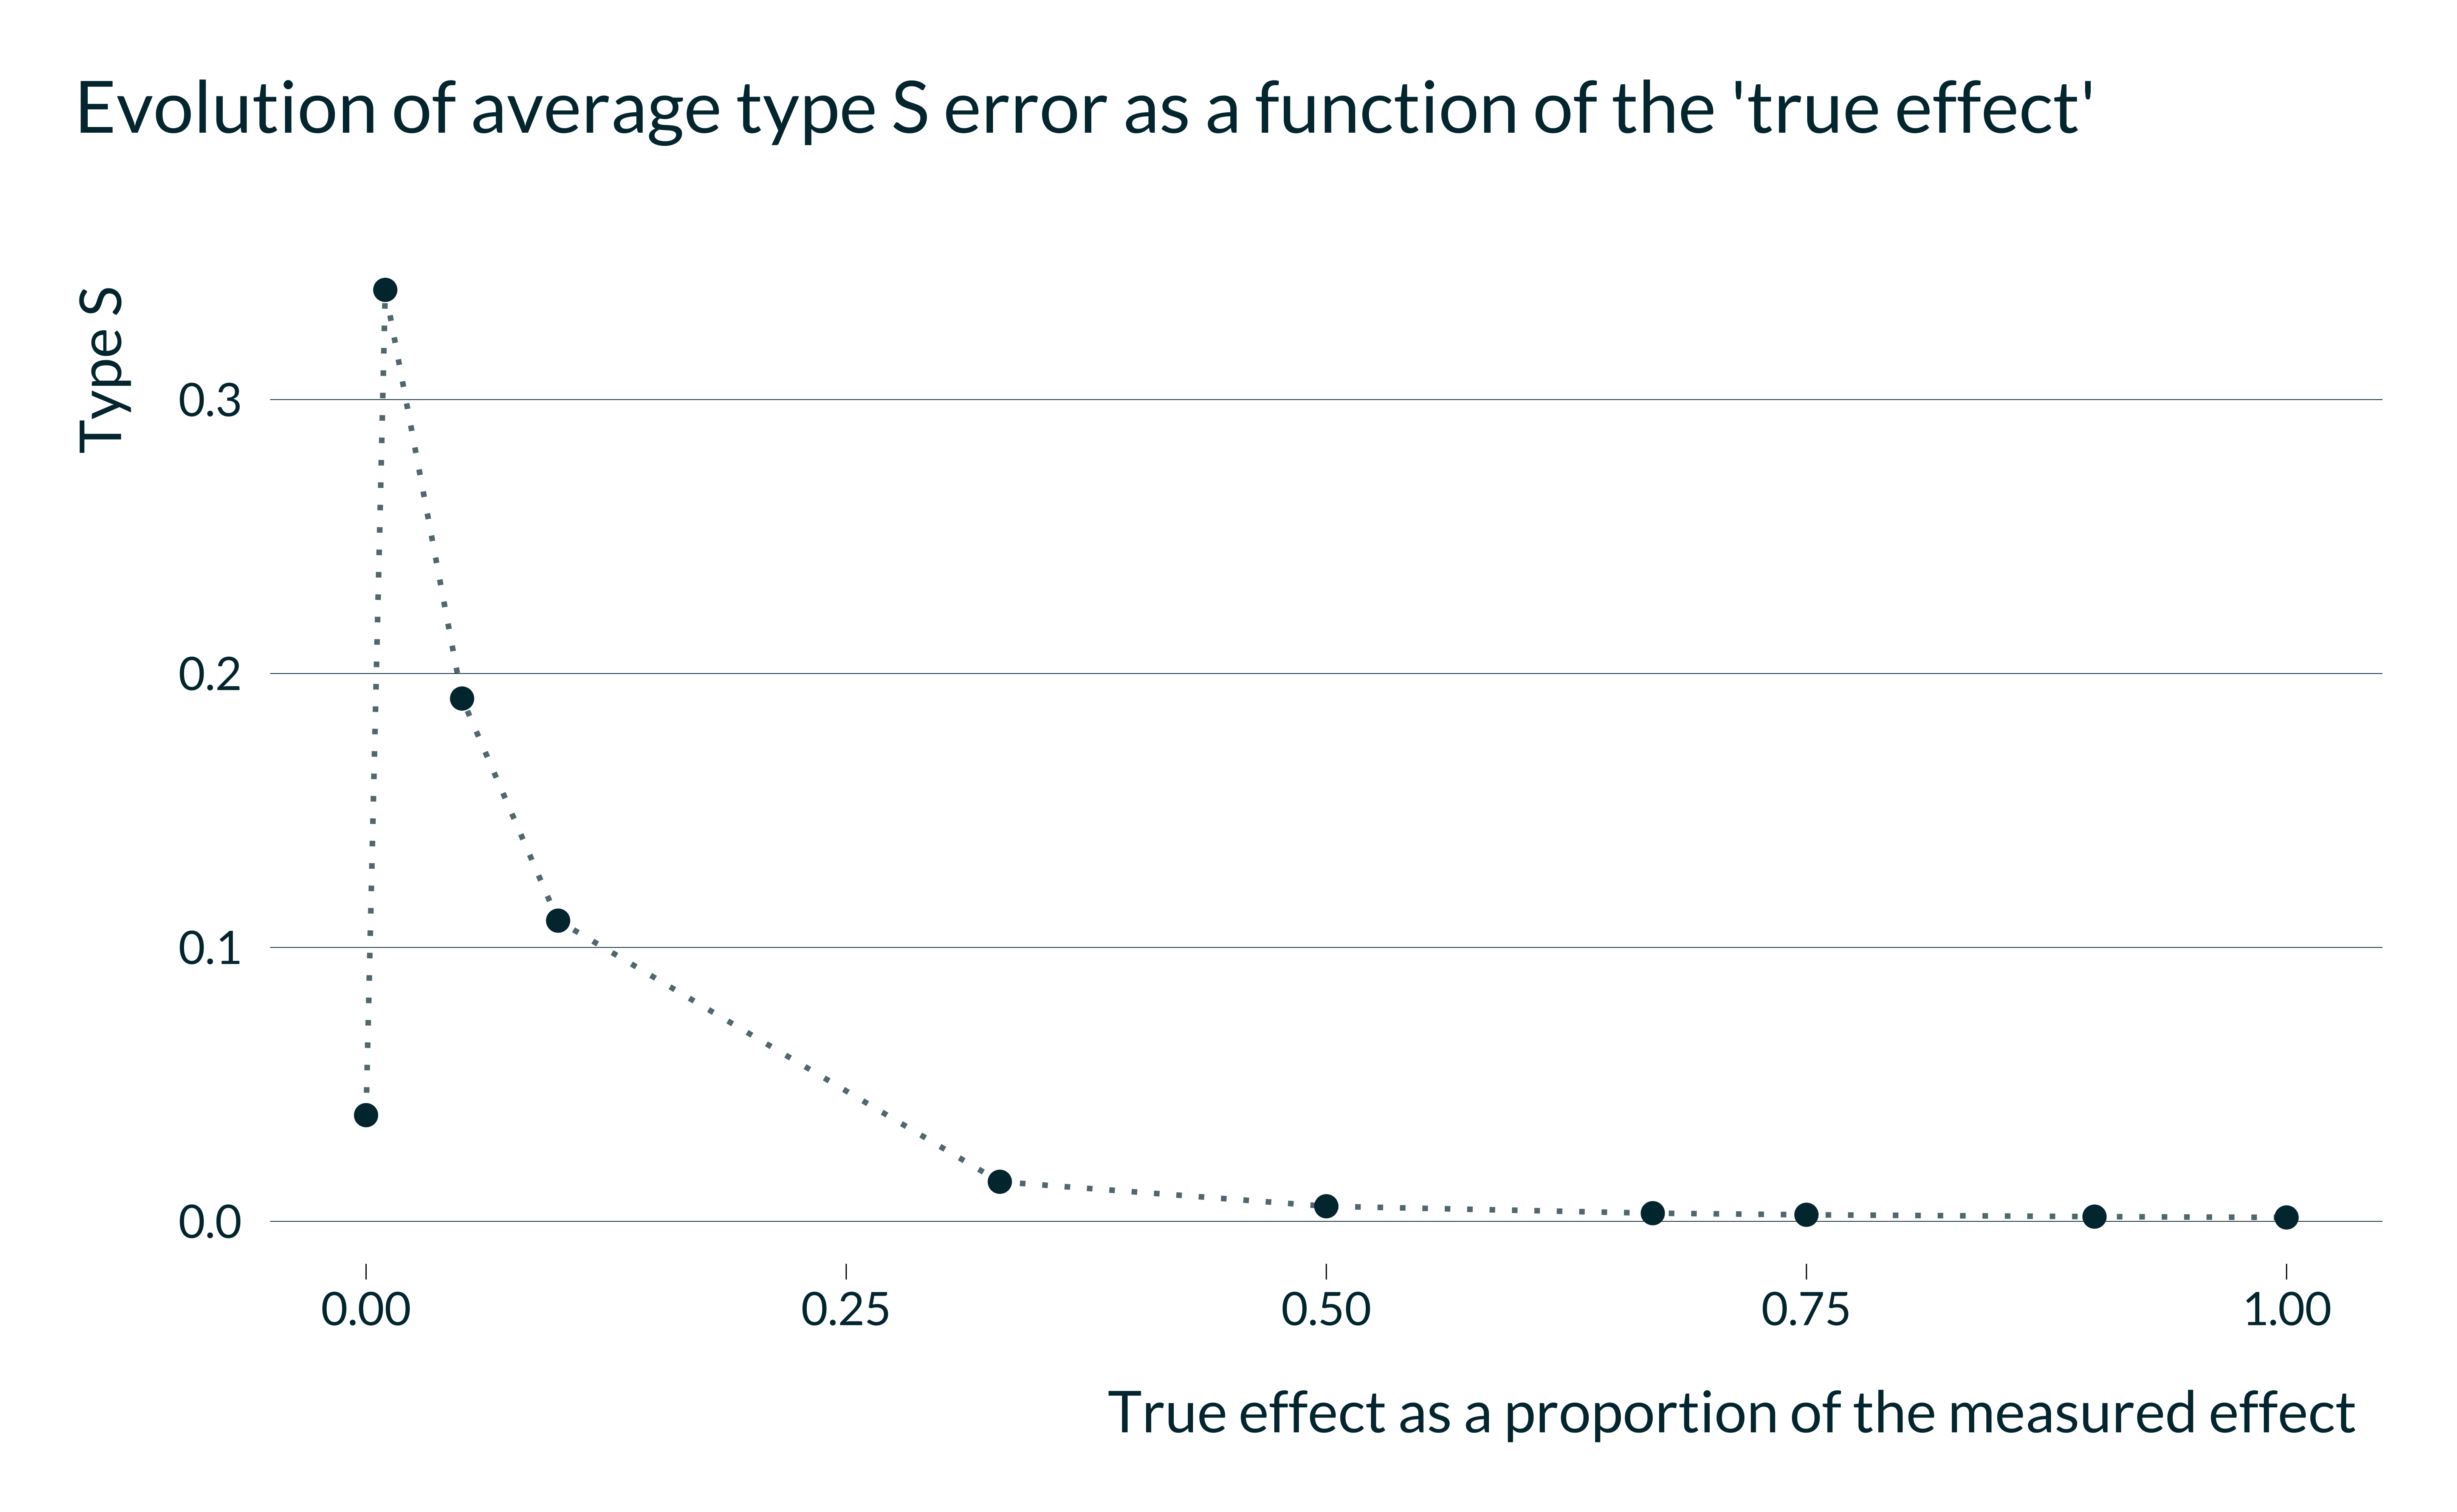 Evolution of average type S error as a function of the 'true effect'
Type S
0.3
0.2
0.1
0.0
0.00 0.25 0.50 0.75 1.00
True effect as a proportion of the measured effect